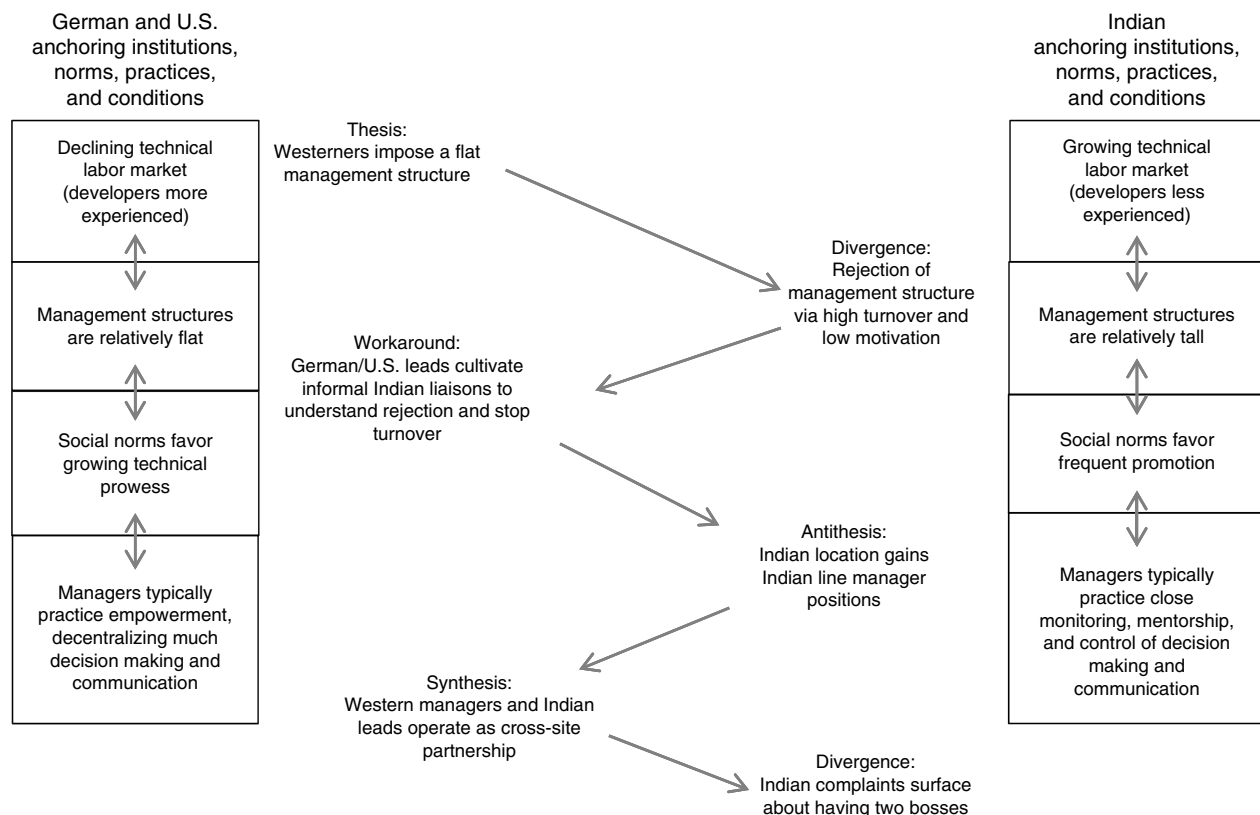 German and U.S.
anchoring institutions,
norms, practices,
and conditions
Declining technical
labor market
(developers more
experienced)
Management structures
are relatively flat
Social norms favor
growing technical
prowess
Managers typically
practice empowerment,
decentralizing much
decision making and
communication
Thesis:
Westerners impose a flat
management structure
Divergence:
Rejection of
management structure
via high turnover and
low motivation
Workaround:
German/U.S. leads cultivate
informal Indian liaisons to
understand rejection and stop
turnover
Antithesis:
Indian location gains
Indian line manager
positions
Synthesis:
Western managers and Indian
leads operate as cross-site
partnership
Divergence:
Indian complaints surface
about having two bosses
Indian
anchoring institutions,
norms, practices,
and conditions
Growing technical
labor market
(developers less
experienced)
Management structures
are relatively tall
Social norms favor
frequent promotion
Managers typically
practice close
monitoring, mentorship,
and control of decision
making and
communication